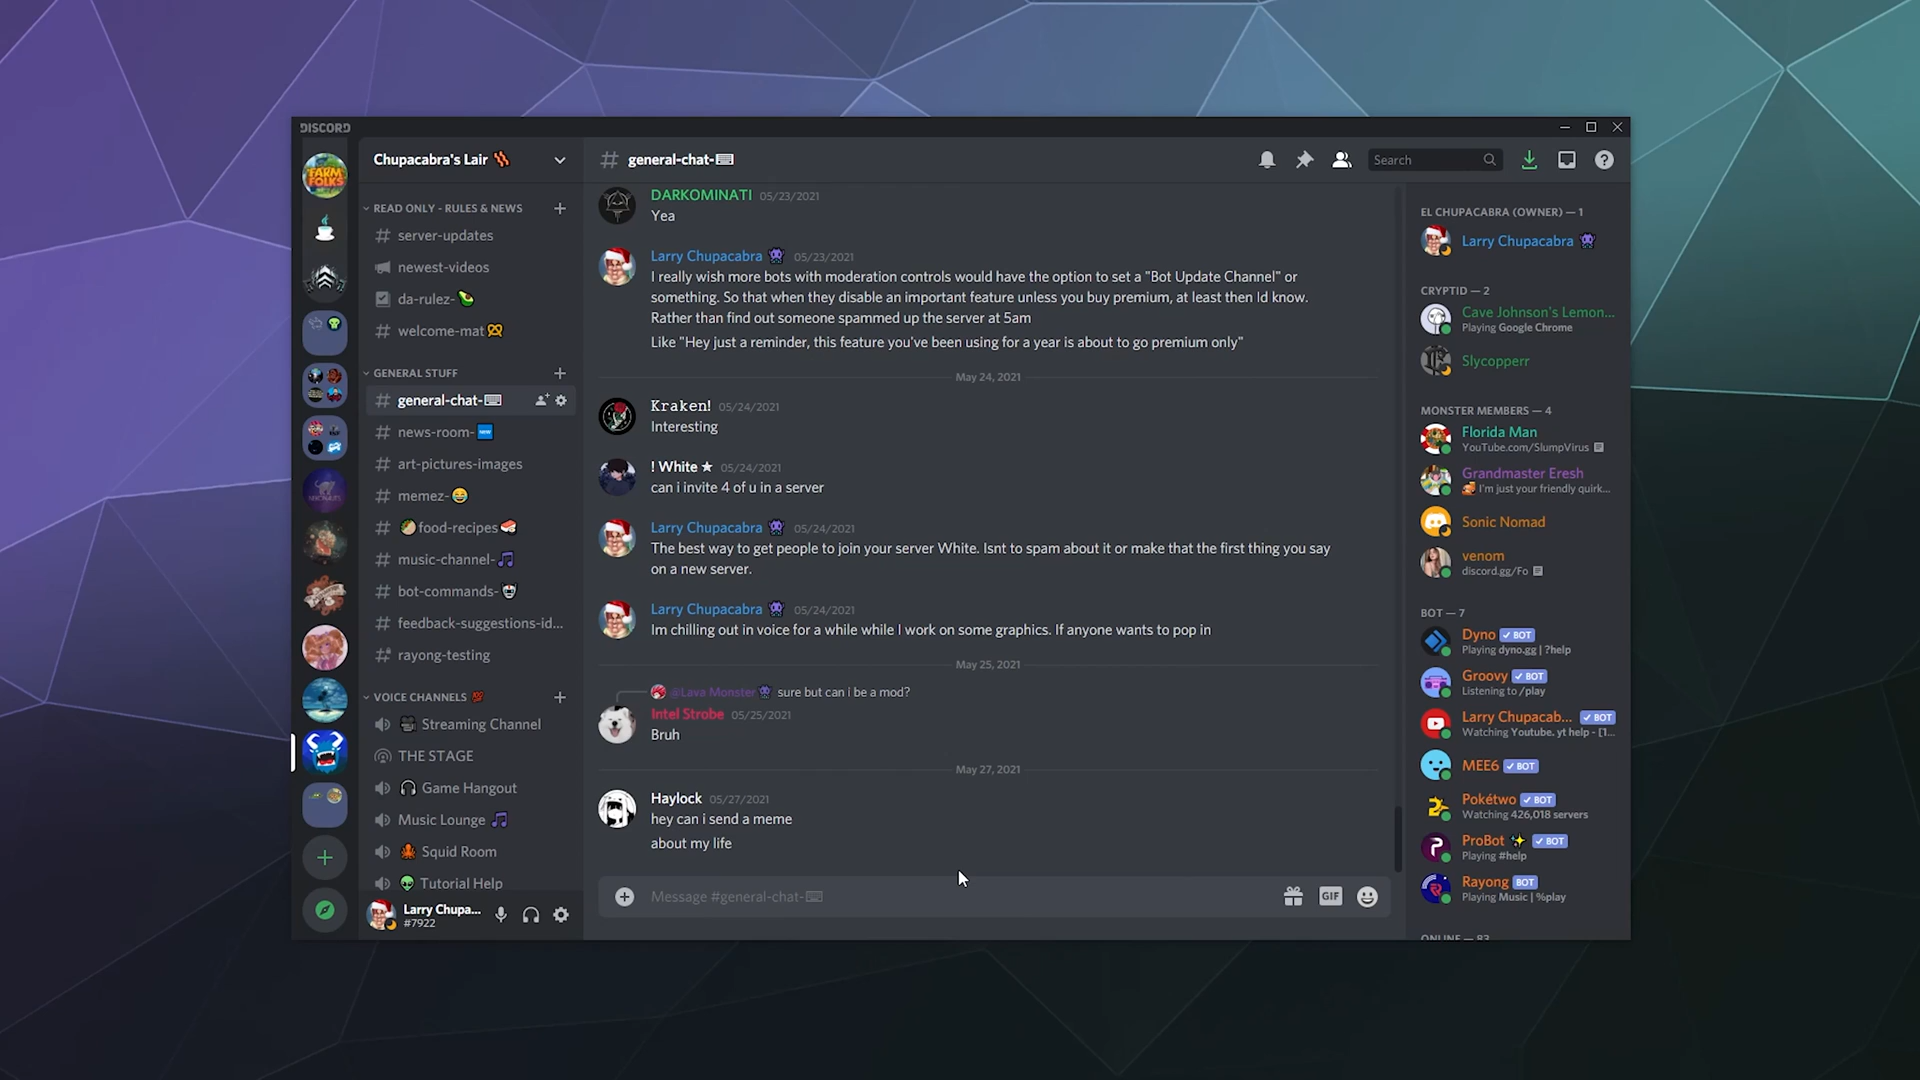 DISCORD
Chupacabra's Lair
general-chat-
Search
FARM FOLKS
READ ONLY - RULES & NEWS
server-updates
newest-videos
da-rulez-
welcome-mat
GENERAL STUFF
general-chat-
news-room-
art-pictures-images
memez-
food-recipes
music-channel-
bot-commands-
feedback-suggestions-id...
rayong-testing
VOICE CHANNELS
Streaming Channel
THE STAGE
Game Hangout
Music Lounge
Squid Room
Tutorial Help
Larry Chupa...
#7922
DARKOMINATI 05/23/2021
Yea
Larry Chupacabra 05/23/2021
I really wish more bots with moderation controls would have the option to set a "Bot Update Channel" or
something. So that when they disable an important feature unless you buy premium, at least then Id know.
Rather than find out someone spammed up the server at 5am
Like "Hey just a reminder, this feature you've been using for a year is about to go premium only"
May 24, 2021
Kraken! 05/24/2021
Interesting
! White ★ 05/24/2021
can i invite 4 of u in a server
Larry Chupacabra 05/24/2021
The best way to get people to join your server White. Isnt to spam about it or make that the first thing you say
on a new server.
Larry Chupacabra 05/24/2021
Im chilling out in voice for a while while I work on some graphics. If anyone wants to pop in
May 25, 2021
@Lava Monster sure but can i be a mod?
Intel Strobe 05/25/2021
Bruh
May 27, 2021
Haylock 05/27/2021
hey can i send a meme
about my life
Message #general-chat-
GIF
EL CHUPACABRA (OWNER) — 1
Larry Chupacabra
CRYPTID — 2
Cave Johnson's Lemon...
Playing Google Chrome
Slycopperr
MONSTER MEMBERS — 4
Florida Man
YouTube.com/SlumpVirus
Grandmaster Eresh
I'm just your friendly quirk...
Sonic Nomad
venom
discord.gg/Fo
BOT — 7
Dyno BOT
Playing dyno.gg | ?help
Groovy BOT
Listening to /play
Larry Chupacab... BOT
Watching Youtube. yt help - [1...
MEE6 BOT
Pokétwo BOT
Watching 426,018 servers
ProBot ✨ BOT
Playing #help
Rayong BOT
Playing Music | %play
ONLINE — 83